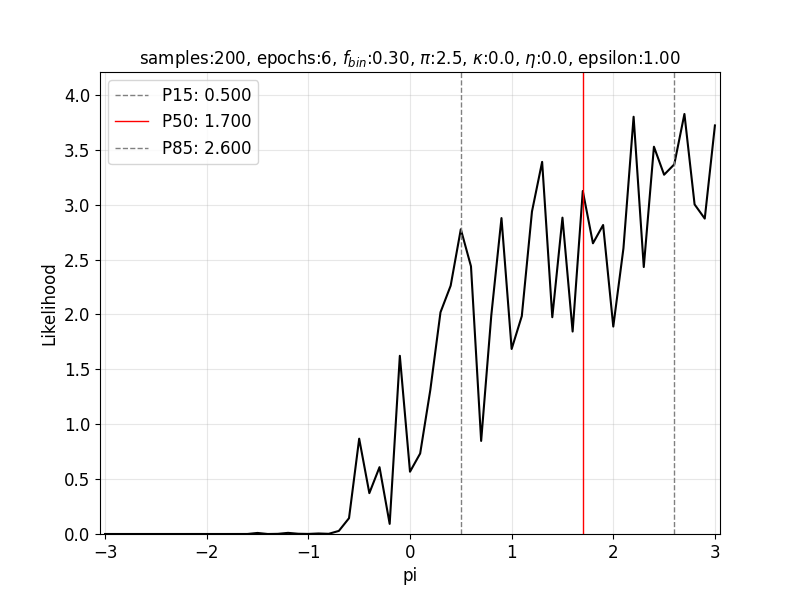 samples:200, epochs:6, f_bin:0.30, π:2.5, κ:0.0, η:0.0, epsilon:1.00
P15: 0.500
P50: 1.700
P85: 2.600
4.0
3.5
3.0
2.5
2.0
1.5
1.0
0.5
0.0
Likelihood
−3 −2 −1 0 1 2 3
pi